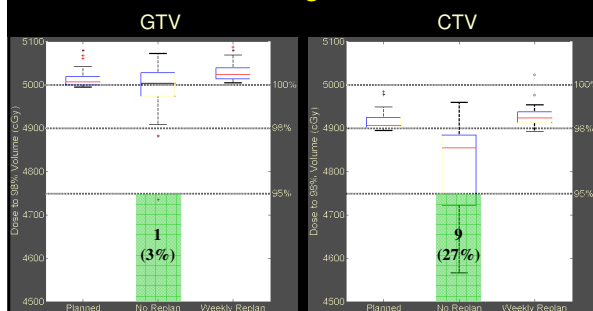 GTV
CTV
Dose to 98% Volume (cGy)
5100
5000
4900
4800
4700
4600
4500
100%
98%
95%
1
(3%)
Planned
No Replan
Weekly Replan
Dose to 98% Volume (cGy)
5100
5000
4900
4800
4700
4600
4500
100%
98%
95%
9
(27%)
Planned
No Replan
Weekly Replan